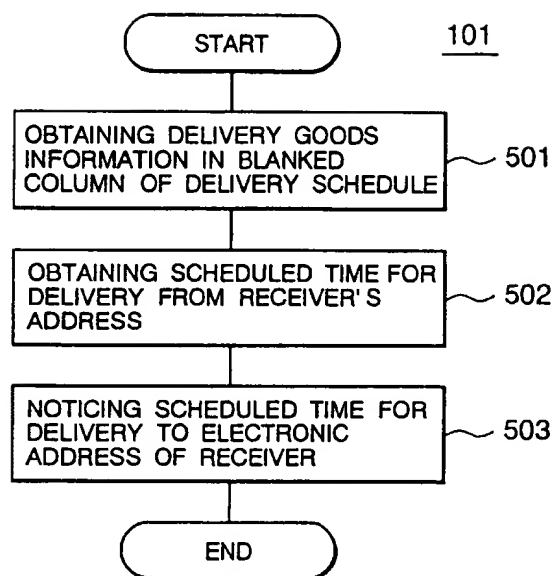 START
101
OBTAINING DELIVERY GOODS
INFORMATION IN BLANKED
COLUMN OF DELIVERY SCHEDULE
501
OBTAINING SCHEDULED TIME FOR
DELIVERY FROM RECEIVER'S
ADDRESS
502
NOTICING SCHEDULED TIME FOR
DELIVERY TO ELECTRONIC
ADDRESS OF RECEIVER
503
END